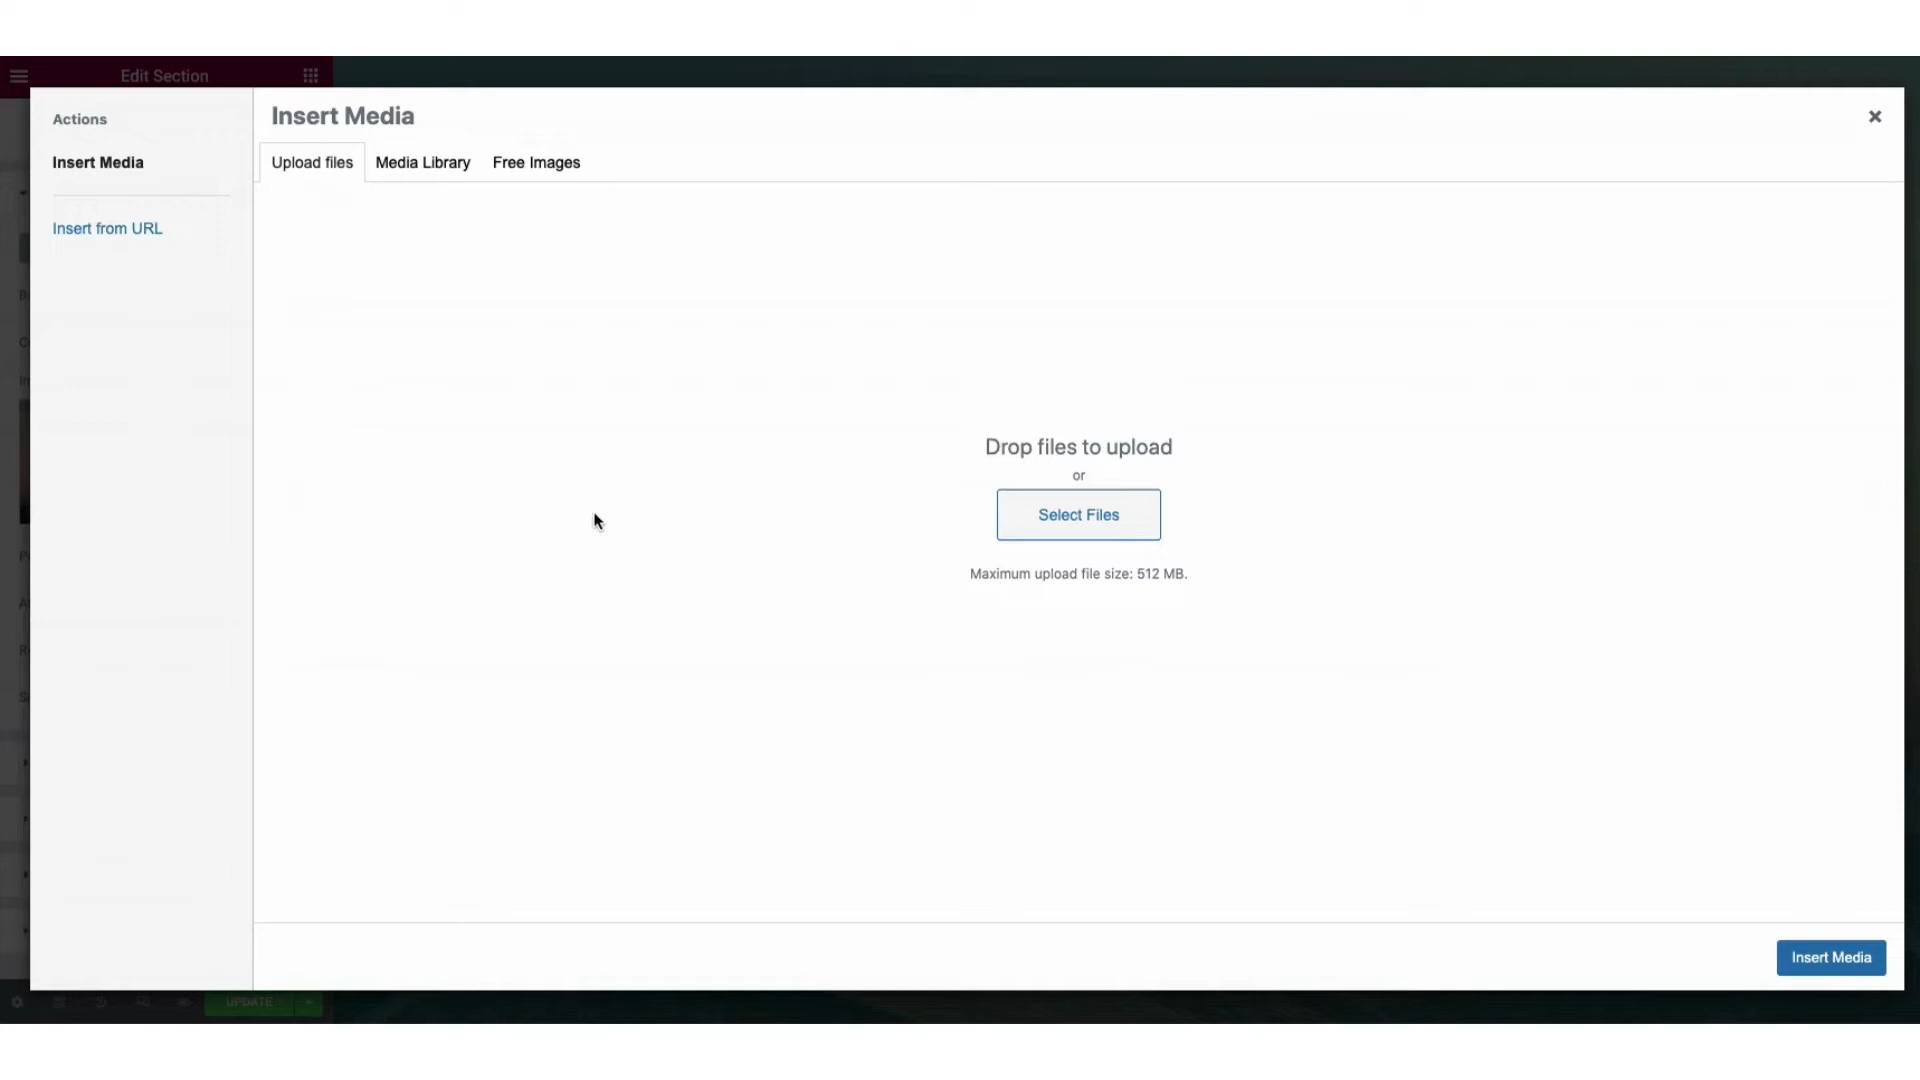 Edit Section
Actions
Insert Media
Insert Media
Upload files Media Library Free Images
Insert from URL
Drop files to upload
or
Select Files
Maximum upload file size: 512 MB.
Insert Media
UPDATE